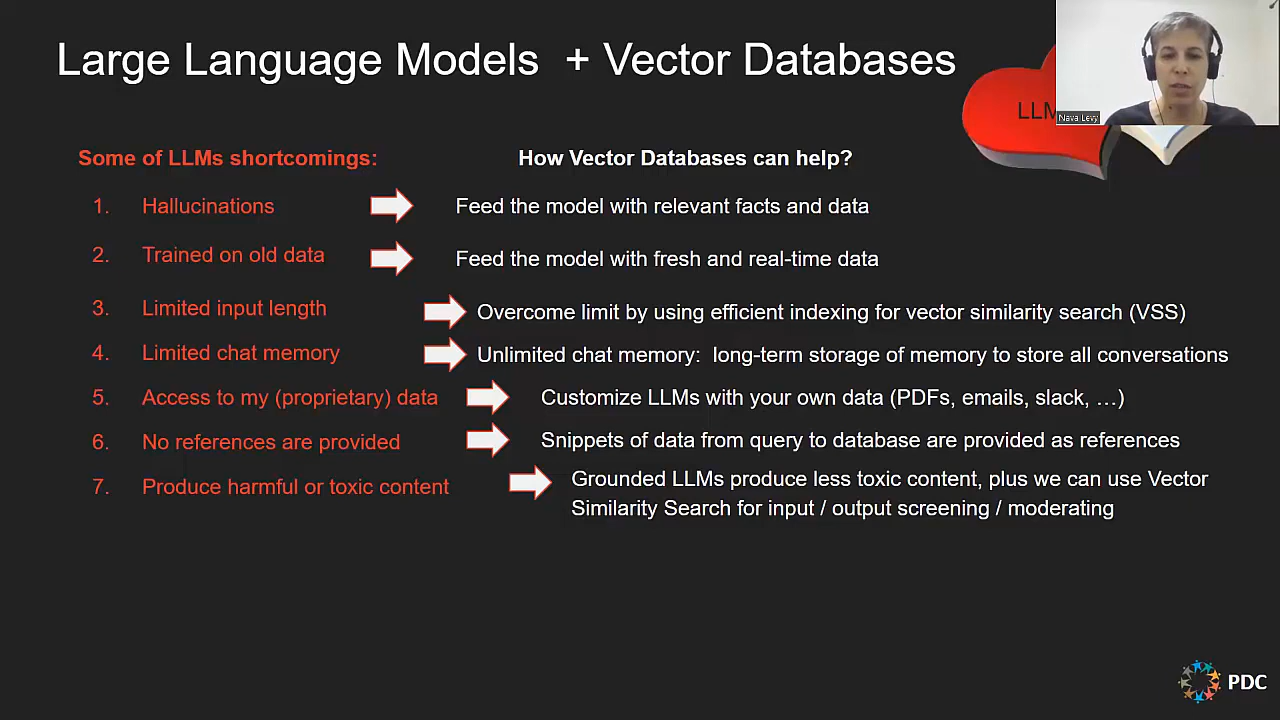 Large Language Models + Vector Databases
LLM
Nava Levy
Some of LLMs shortcomings:
How Vector Databases can help?
1. Hallucinations
Feed the model with relevant facts and data
2. Trained on old data
Feed the model with fresh and real-time data
3. Limited input length
Overcome limit by using efficient indexing for vector similarity search (VSS)
4. Limited chat memory
Unlimited chat memory: long-term storage of memory to store all conversations
5. Access to my (proprietary) data
Customize LLMs with your own data (PDFs, emails, slack, …)
6. No references are provided
Snippets of data from query to database are provided as references
7. Produce harmful or toxic content
Grounded LLMs produce less toxic content, plus we can use Vector
Similarity Search for input / output screening / moderating
PDC